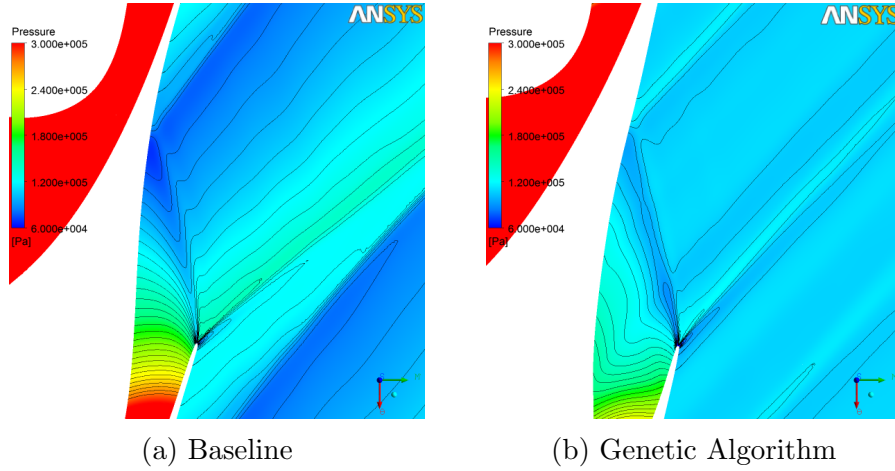 ANSYS
Pressure
3.000e+005
2.400e+005
1.800e+005
1.200e+005
6.000e+004
[Pa]
(a) Baseline
ANSYS
Pressure
3.000e+005
2.400e+005
1.800e+005
1.200e+005
6.000e+004
[Pa]
(b) Genetic Algorithm